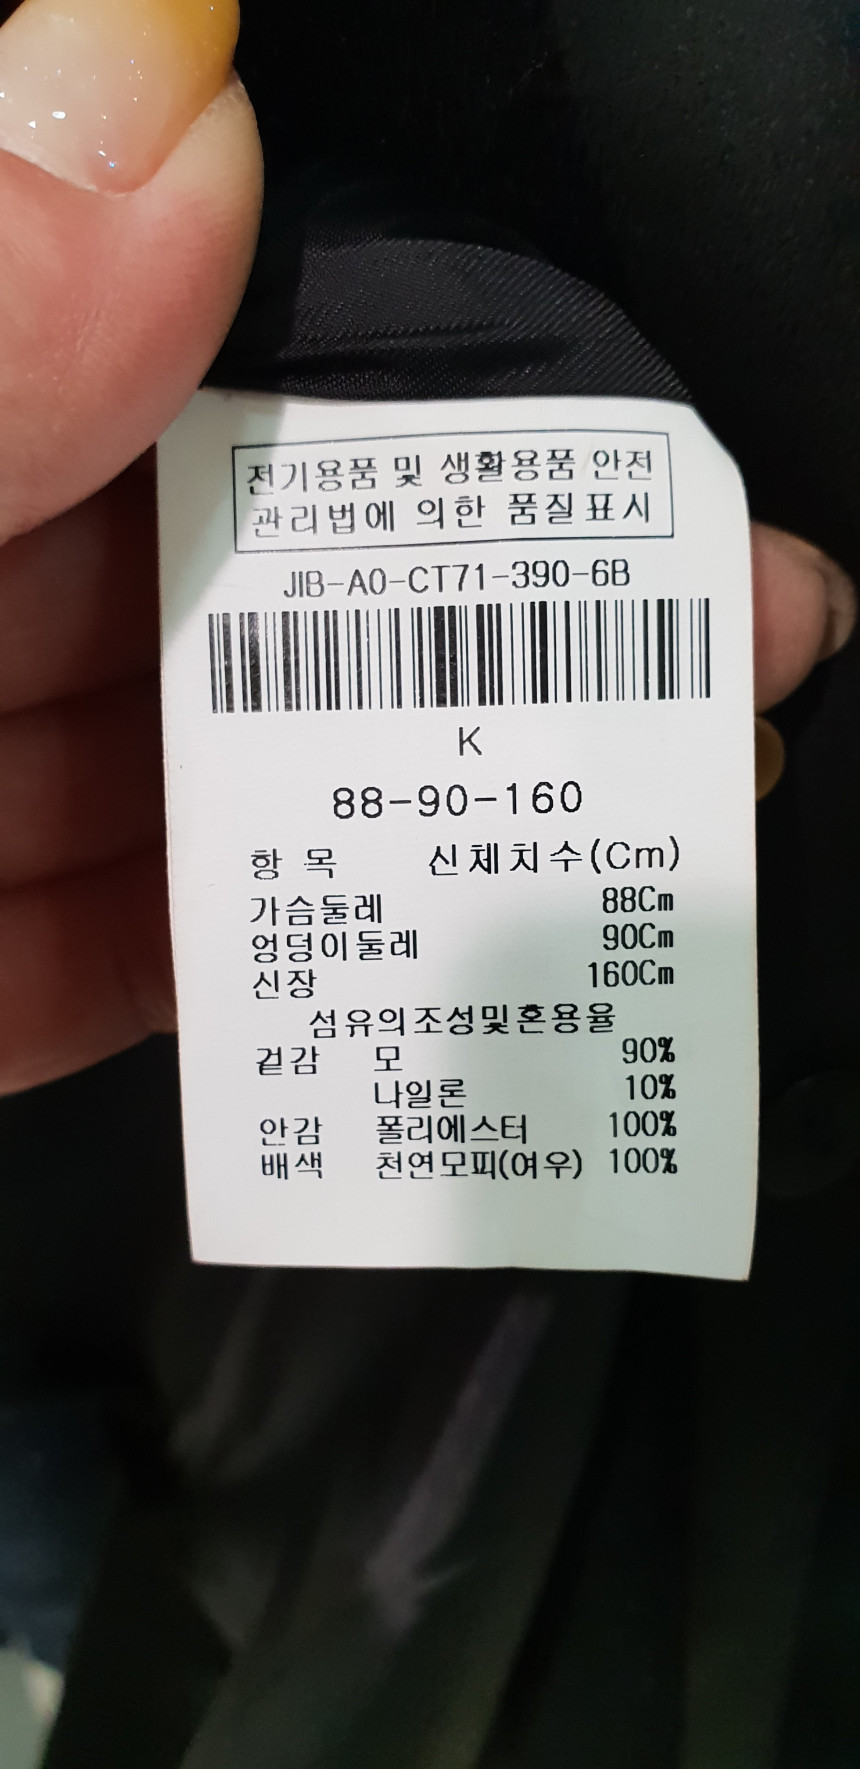 전기용품 및 생활용품 안전
관리법에 의한 품질표시
JIB-A0-CT71-390-6B
K
88-90-160
항 목 신체치수(Cm)
가슴둘레 88Cm
엉덩이둘레 90Cm
신장 160Cm
섬유의조성및혼용율
겉감 모 90%
나일론 10%
안감 폴리에스터 100%
배색 천연모피(여우) 100%